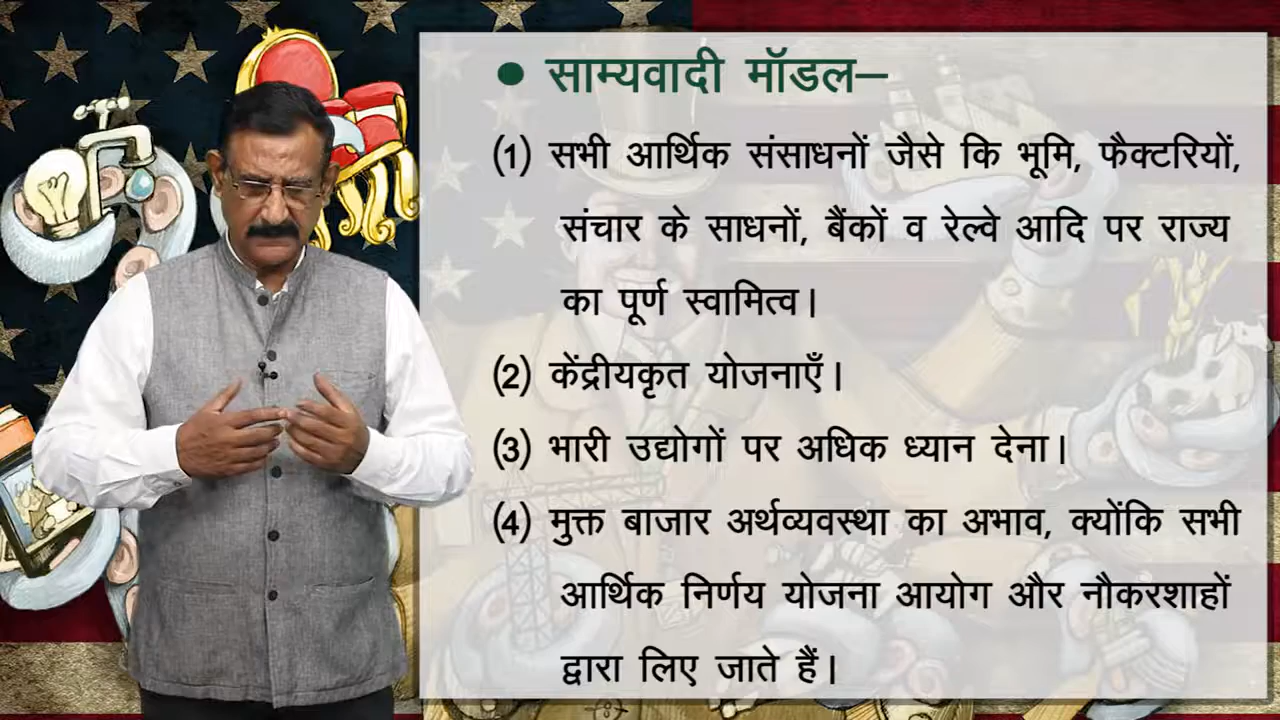 • साम्यवादी मॉडल–
(1) सभी आर्थिक संसाधनों जैसे कि भूमि, फैक्टरियों,
संचार के साधनों, बैंकों व रेल्वे आदि पर राज्य
का पूर्ण स्वामित्व।
(2) केंद्रीयकृत योजनाएँ।
(3) भारी उद्योगों पर अधिक ध्यान देना।
(4) मुक्त बाजार अर्थव्यवस्था का अभाव, क्योंकि सभी
आर्थिक निर्णय योजना आयोग और नौकरशाहों
द्वारा लिए जाते हैं।